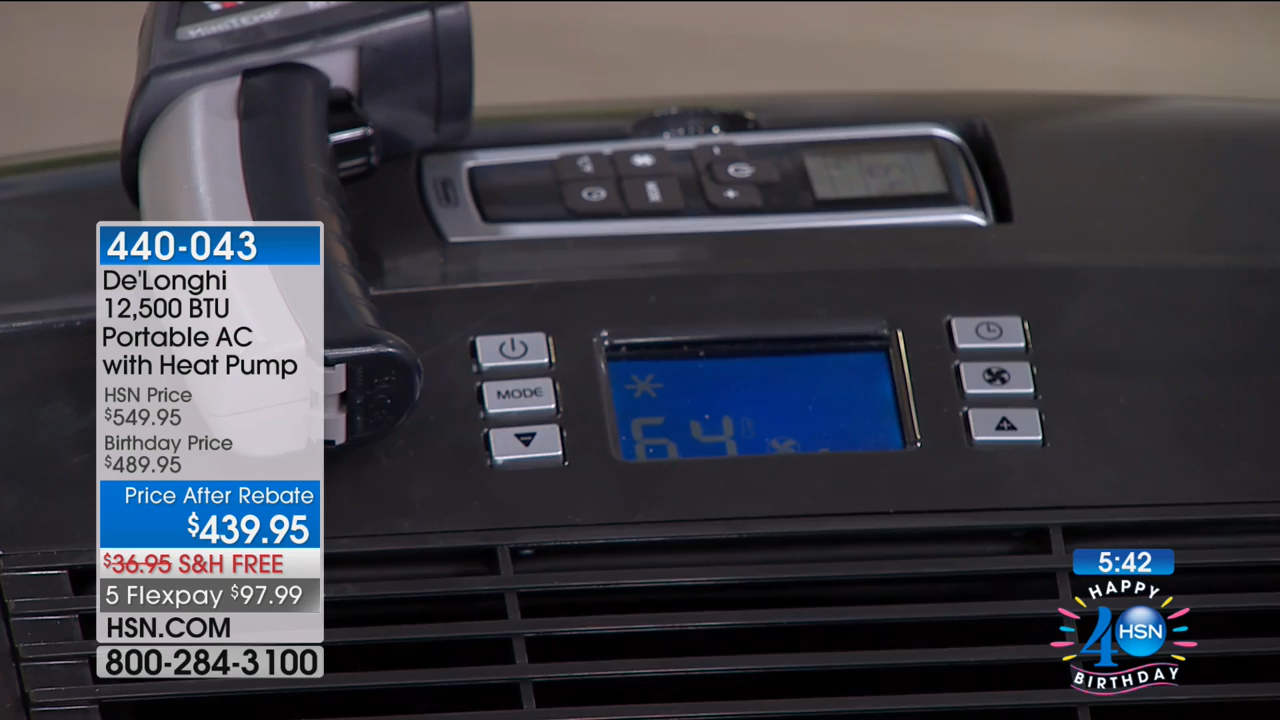 440-043
De'Longhi
12,500 BTU
Portable AC
with Heat Pump
HSN Price
$549.95
Birthday Price
$489.95
Price After Rebate
$439.95
$36.95 S&H FREE
5 Flexpay $97.99
HSN.COM
800-284-3100
MODE
MODE
64
5:42
HAPPY
40 HSN
BIRTHDAY